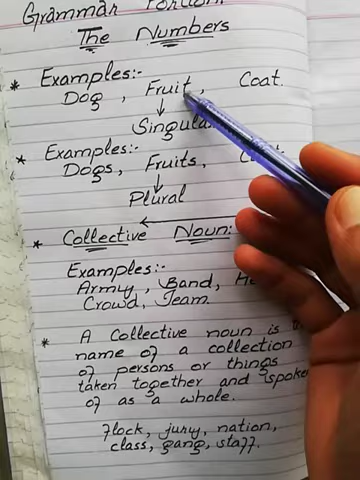 Grammar Portion:
The Numbers
* Examples:-
Dog, Fruit, Coat.
* Examples:-
Dogs, Fruits,
Plural
* Collective Noun:
Examples:-
Army, Band,
Crowd, Team.
* A Collective noun is
name of a collection
of persons or things
taken together and
of as a whole.
flock, jury, nation,
class, gang, staff.